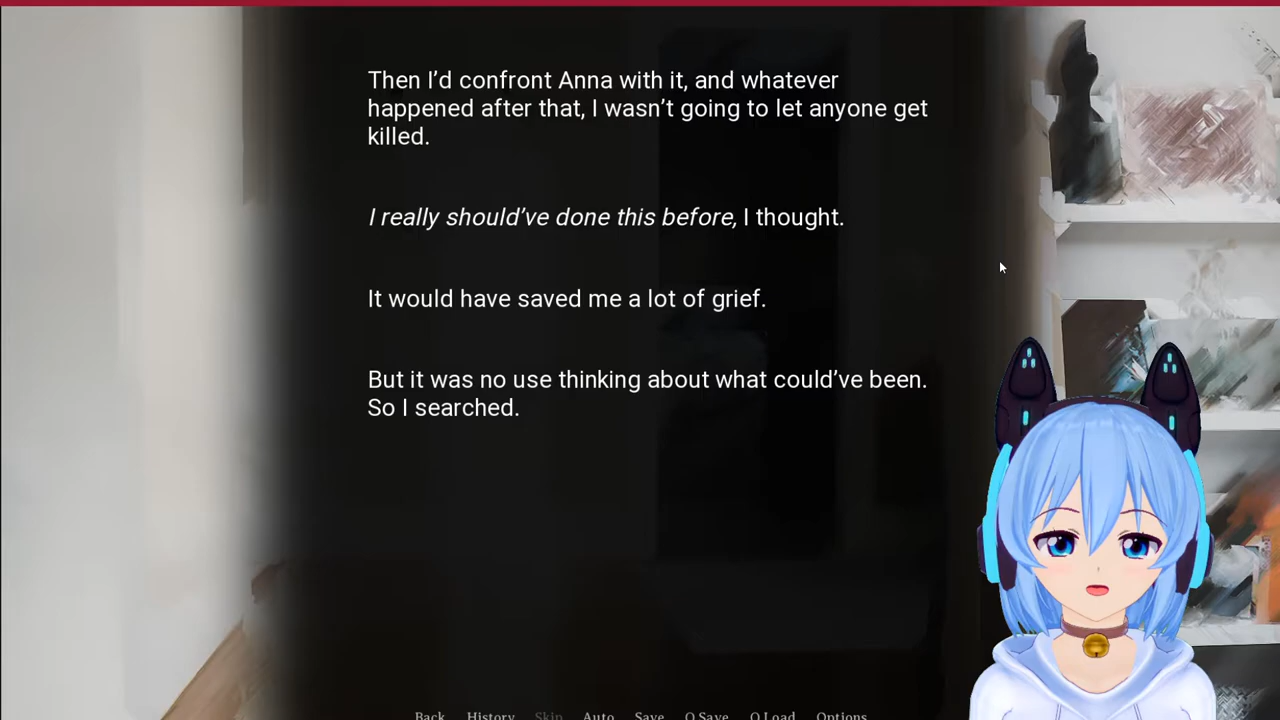 Then I’d confront Anna with it, and whatever
happened after that, I wasn’t going to let anyone get
killed.
I really should’ve done this before, I thought.
It would have saved me a lot of grief.
But it was no use thinking about what could’ve been.
So I searched.
Back History Skip Auto Save Q.Save Q.Load Options